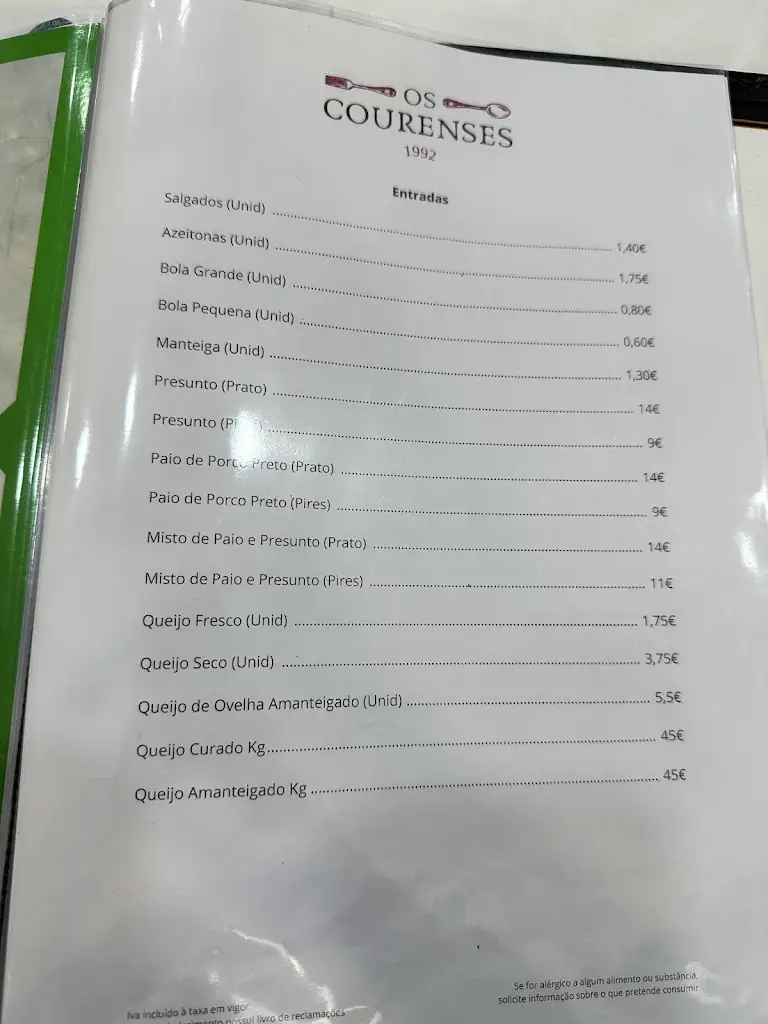 OS
COURENSES
1992
Entradas
Salgados (Unid) ........ 1,40€
Azeitonas (Unid) ........ 1,75€
Bola Grande (Unid) ........ 0,80€
Bola Pequena (Unid) ........ 0,60€
Manteiga (Unid) ........ 1,30€
Presunto (Prato) ........ 14€
Presunto ........ 9€
Paio de Porco Preto (Prato) ........ 14€
Paio de Porco Preto (Pires) ........ 9€
Misto de Paio e Presunto (Prato) ........ 14€
Misto de Paio e Presunto (Pires) ........ 11€
Queijo Fresco (Unid) ........ 1,75€
Queijo Seco (Unid) ........ 3,75€
Queijo de Ovelha Amanteigado (Unid) ........ 5,5€
Queijo Curado Kg ........ 45€
Queijo Amanteigado Kg ........ 45€
Se for alérgico a algum alimento ou substância,
solicite informação sobre o que pretende consumir.
Iva incluído à taxa em vigor.
possui livro de reclamações